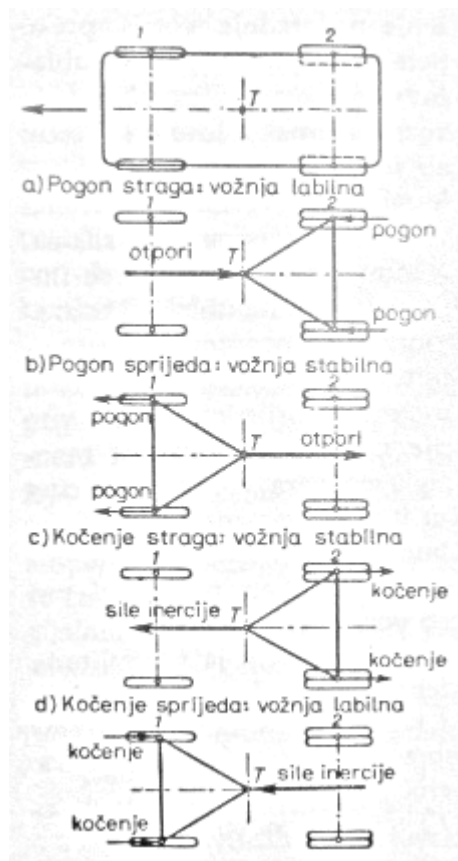 1 2
T
a) Pogon straga: vožnja labilna
1 2
pogon
otpori T
pogon
b) Pogon sprijeda: vožnja stabilna
1 2
pogon
T otpori
pogon
c) Kočenje straga: vožnja stabilna
1 2
kočenje
sile inercije T
kočenje
d) Kočenje sprijeda: vožnja labilna
1 2
kočenje
T sile inercije
kočenje